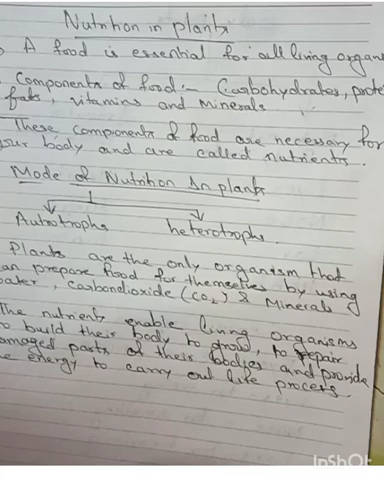 Nutrition in plants
A food is essential for all living organ
Components of food :- Carbohydrates, prote
fats, vitamins and minerals.
These components of food are necessary for
our body and are called nutrients.
Mode of Nutrition In plants
Autotrophs heterotrophs
Plants are the only organism that
can prepare food for themselves by using
water, carbondioxide (CO2) & Minerals
The nutrients enable living organisms
to build their body to grow, to repair
damaged parts of their bodies and provide
the energy to carry out life process.
InShOt